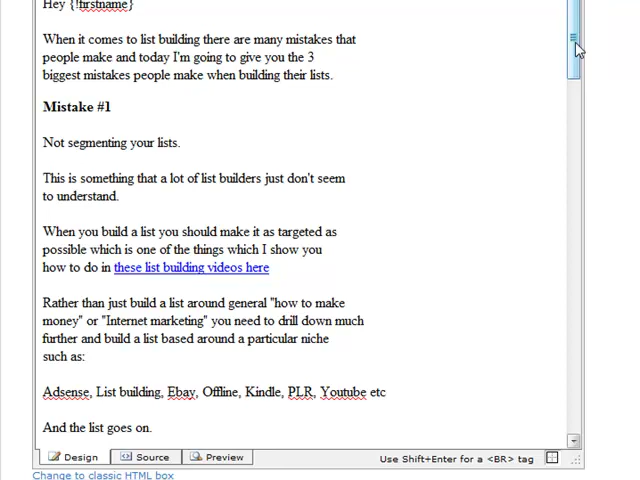 Hey {!firstname}
When it comes to list building there are many mistakes that
people make and today I'm going to give you the 3
biggest mistakes people make when building their lists.
Mistake #1
Not segmenting your lists.
This is something that a lot of list builders just don't seem
to understand.
When you build a list you should make it as targeted as
possible which is one of the things which I show you
how to do in these list building videos here
Rather than just build a list around general "how to make
money" or "Internet marketing" you need to drill down much
further and build a list based around a particular niche
such as:
Adsense, List building, Ebay, Offline, Kindle, PLR, Youtube etc
And the list goes on.
Design Source Preview Use Shift+Enter for a <BR> tag
Change to classic HTML box